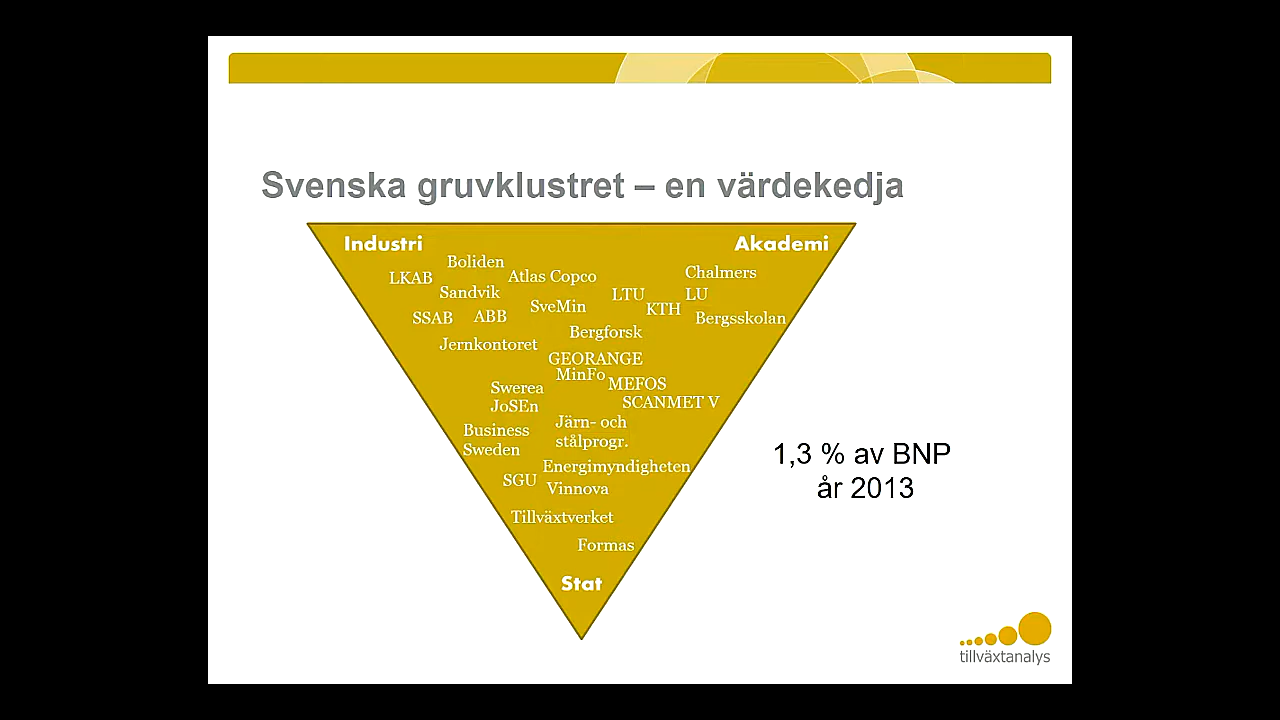 Svenska gruvklustret – en värdekedja
Industri
Akademi
Boliden
LKAB
Atlas Copco
Chalmers
Sandvik
LTU
LU
SveMin
KTH
SSAB
ABB
Bergsskolan
Bergforsk
Jernkontoret
GEORANGE
MinFo
Swerea
MEFOS
JoSEn
SCANMET V
Järn- och
stålprogr.
Business
Sweden
Energimyndigheten
SGU
Vinnova
Tillväxtverket
Formas
Stat
1,3 % av BNP
år 2013
tillväxtanalys